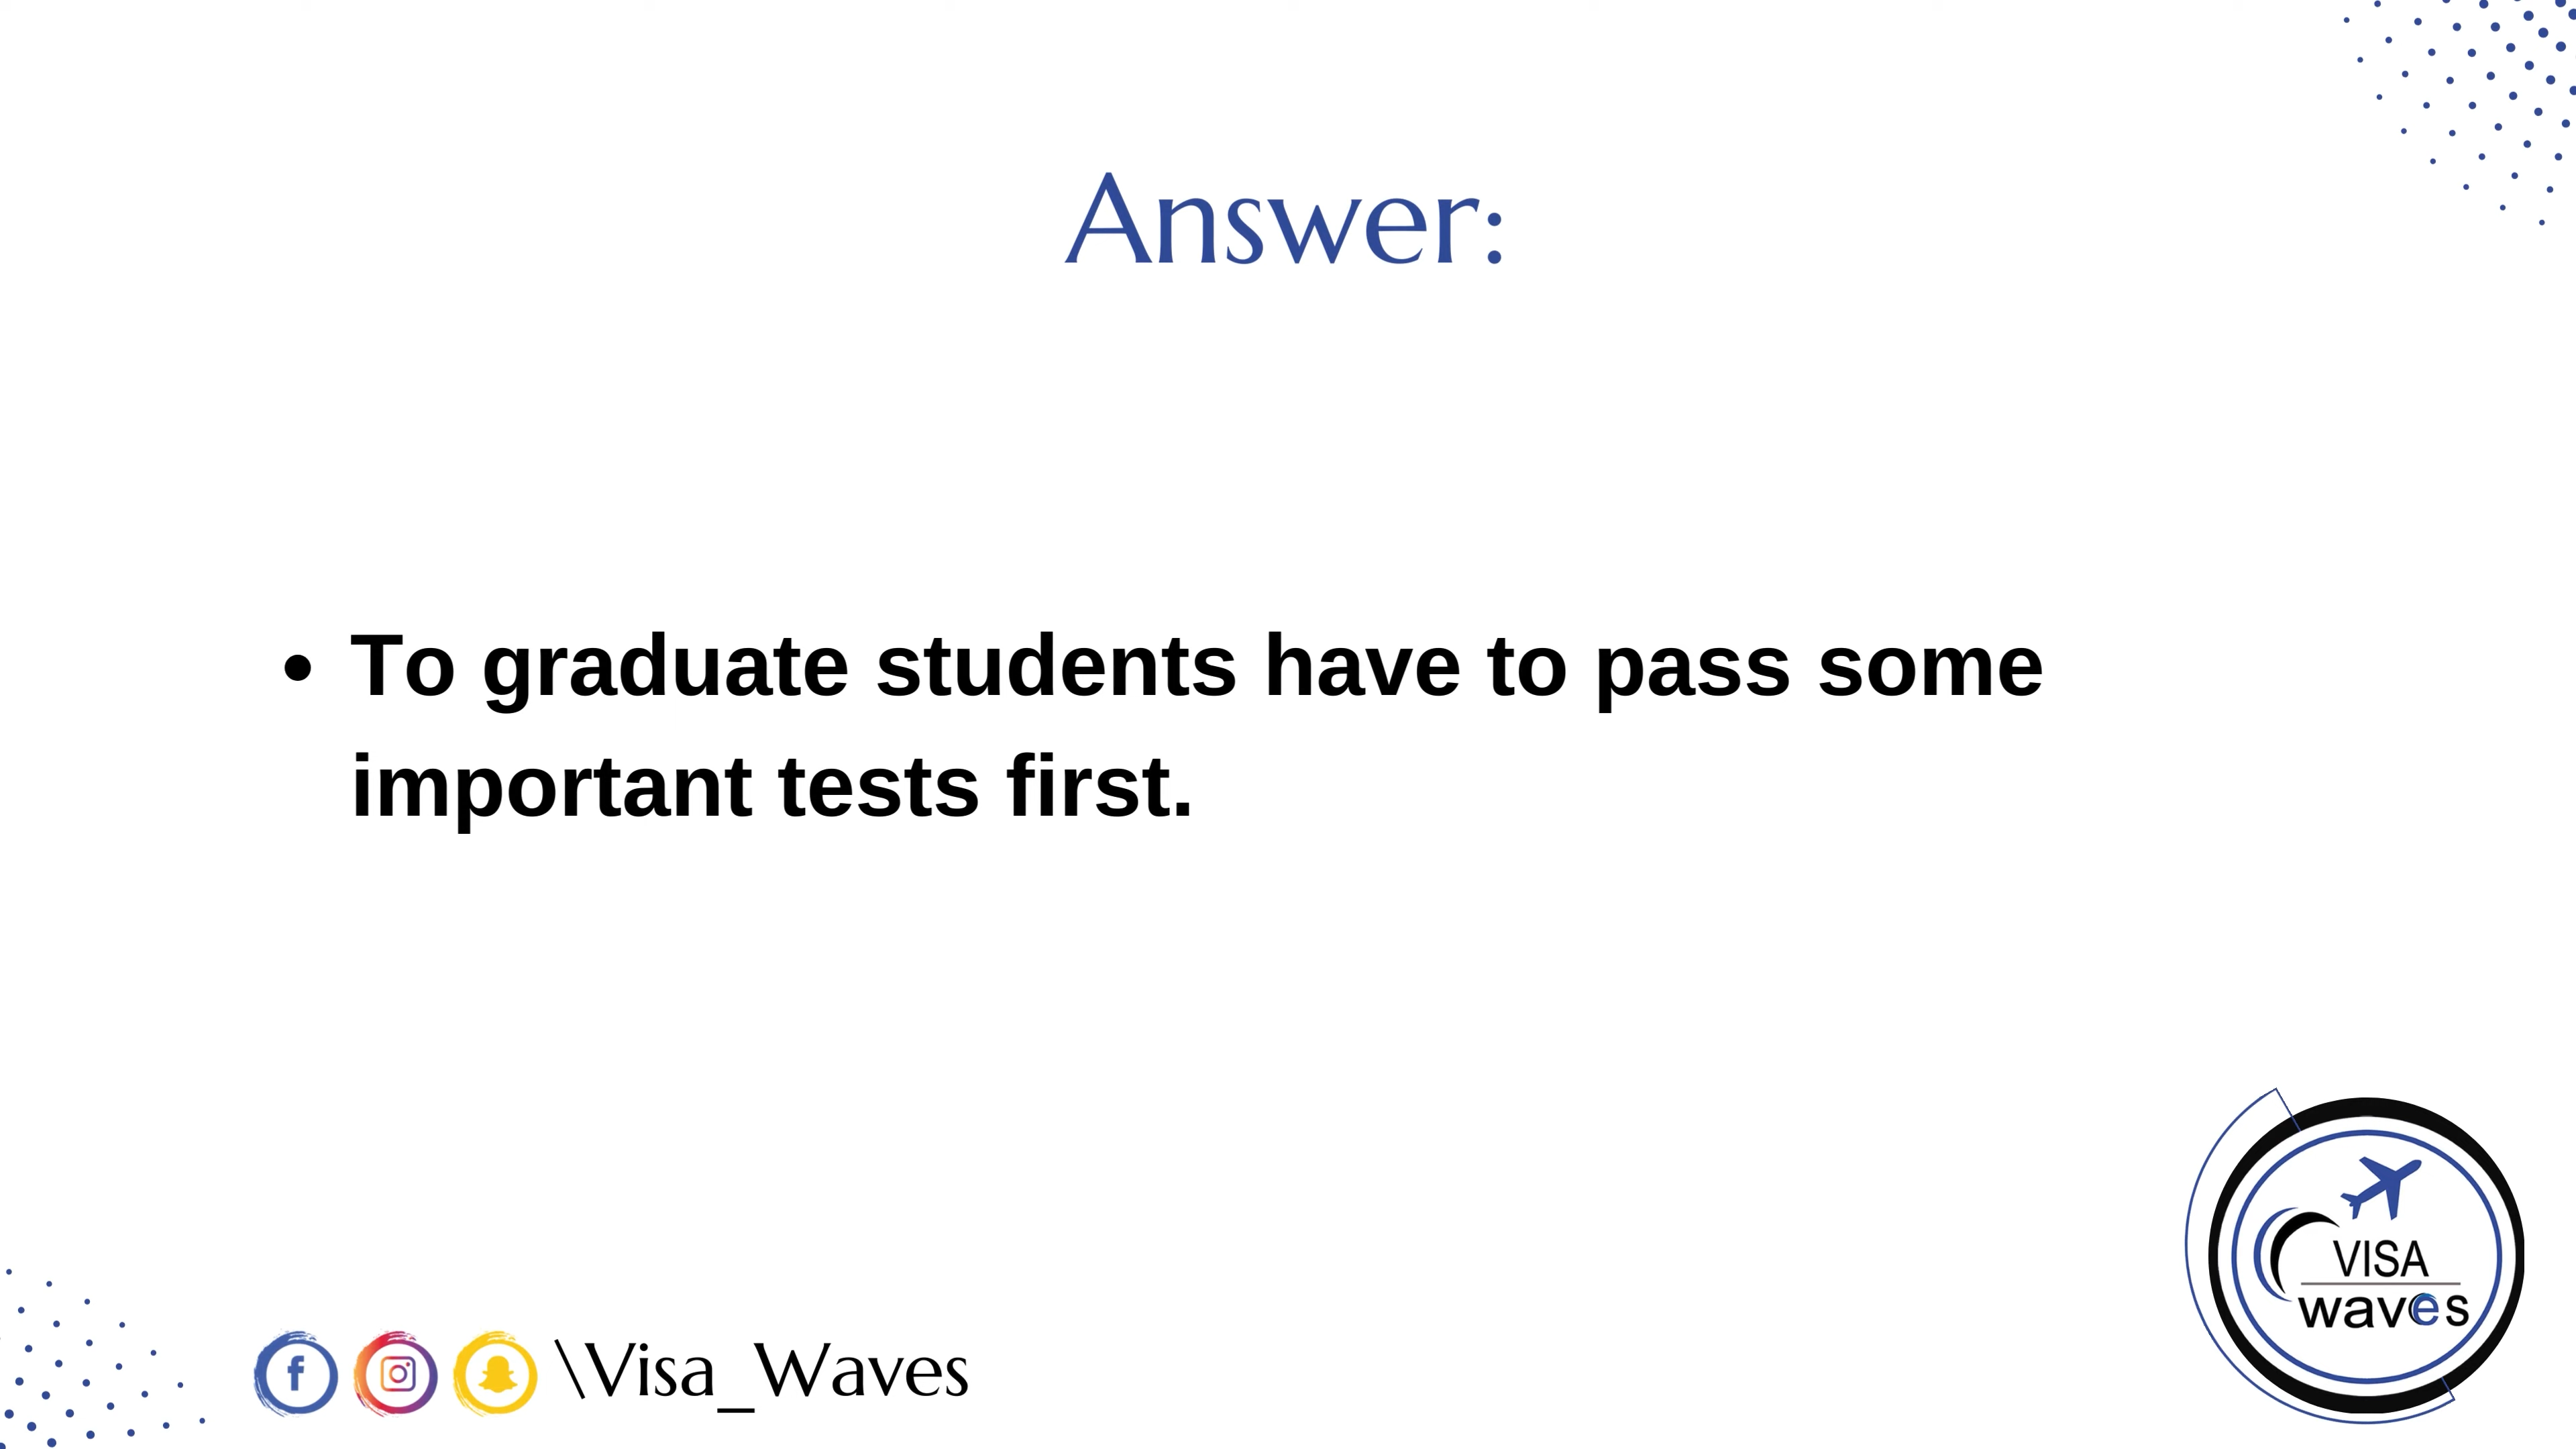 Answer:
• To graduate students have to pass some
important tests first.
VISA
waves
\Visa_Waves